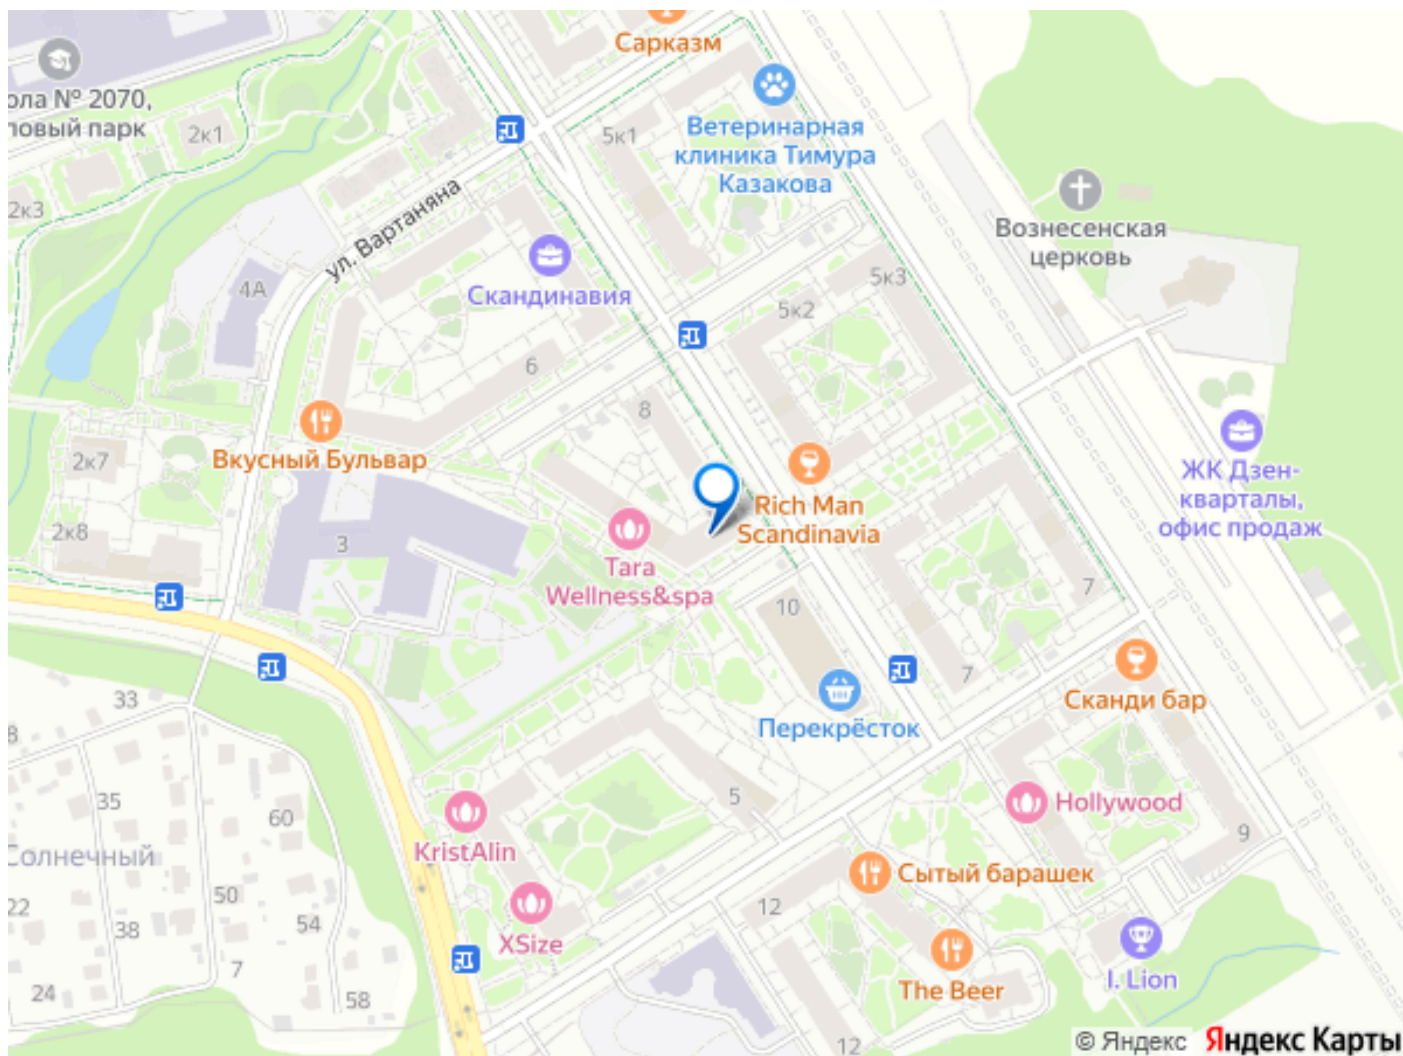 Сарказм
ола № 2070,
ловый парк
2к1
5к1
Ветеринарная
клиника Тимура
Казакова
2к3
ул. Вартаняна
Вознесенская
церковь
4А
Скандинавия
5к3
5к2
6
8
Вкусный Бульвар
2к7
ЖК Дзен-
кварталы,
офис продаж
Rich Man
Scandinavia
2к8
3
Tara
Wellness&spa
7
10
7
33
Сканди бар
Перекрёсток
8
35
5
Hollywood
60
9
KristAlin
Солнечный
Сытый барашек
50
22
12
54
38
XSize
7
I. Lion
The Beer
24
58
12
© Яндекс Яндекс Карты